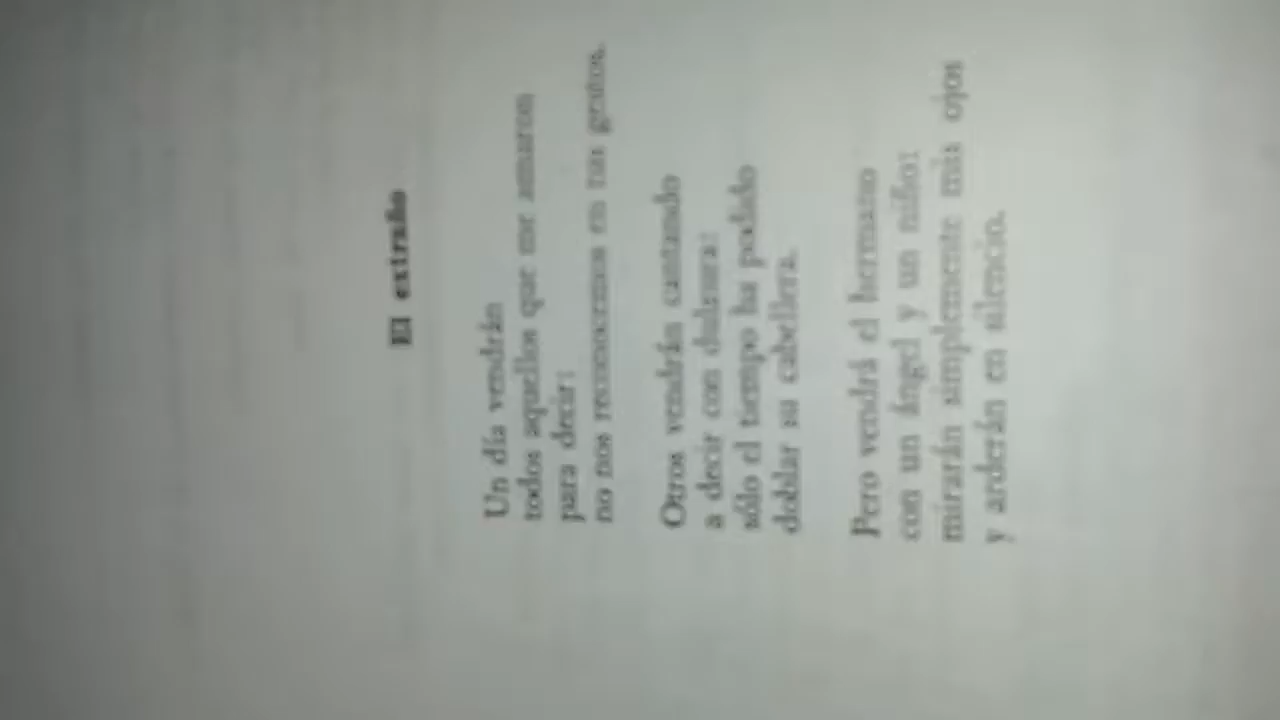 El extraño
Un día vendrán
todos aquellos que me amaron
para decir:
no nos reconocemos en tus gestos.
Otros vendrán cantando
a decir con dulzura:
sólo el tiempo ha podido
doblar su cabellera.
Pero vendrá el hermano
con un ángel y un niño:
mirarán simplemente mis ojos
y arderán en silencio.